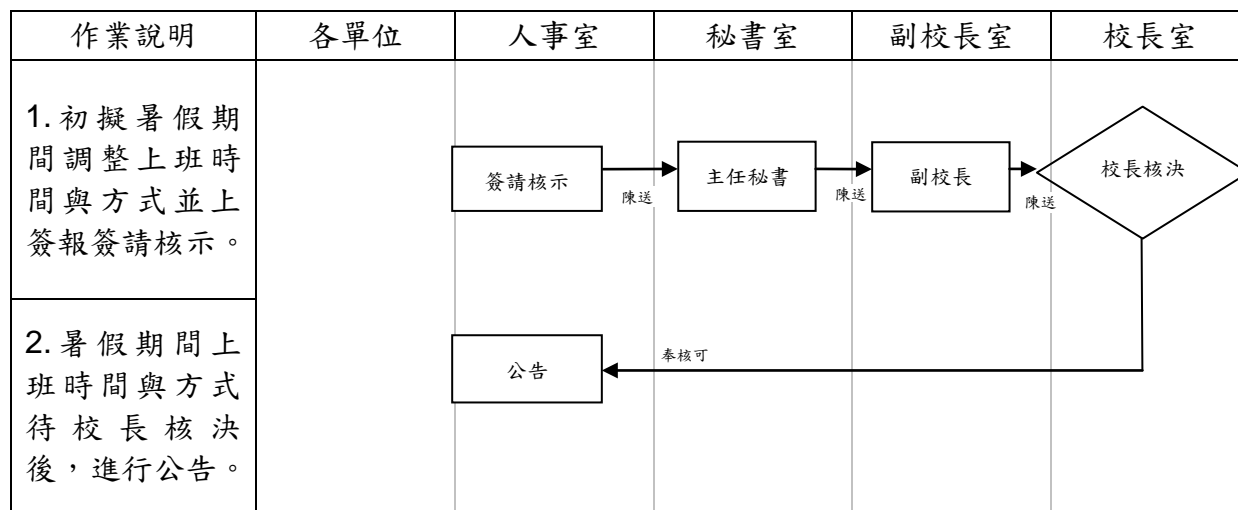 作業說明 各單位 人事室 秘書室 副校長室 校長室
1.初擬暑假期
間調整上班時
間與方式並上
簽報簽請核示。
簽請核示
陳送
主任秘書
陳送
副校長
陳送
校長核決
2.暑假期間上
班時間與方式
待校長核決
後，進行公告。
公告
奉核可